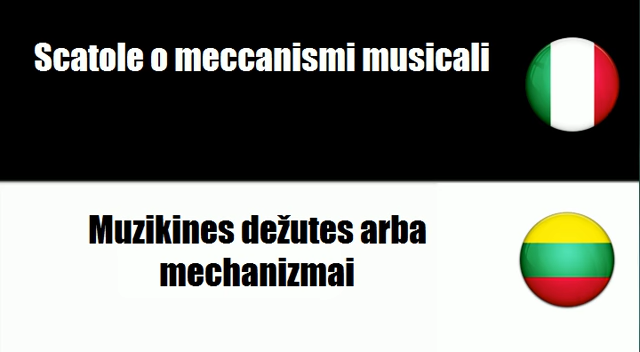 Scatole o meccanismi musicali
Muzikines dežutes arba
mechanizmai